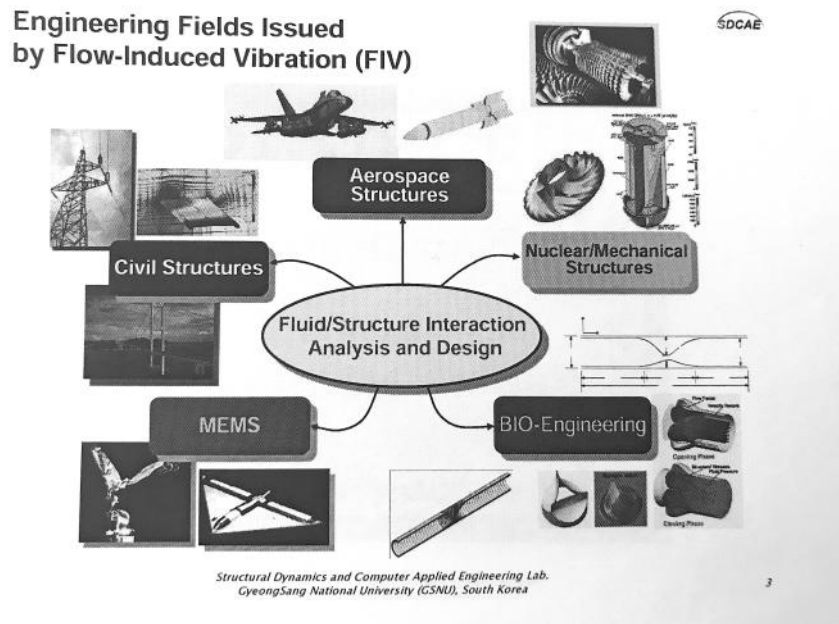 Engineering Fields Issued
by Flow-Induced Vibration (FIV)
SDCAE
Aerospace
Structures
Civil Structures
Nuclear/Mechanical
Structures
Fluid/Structure Interaction
Analysis and Design
MEMS
BIO-Engineering
Opening Phase
Fluid Pressure
Closing Phase
Structural Dynamics and Computer Applied Engineering Lab.
GyeongSang National University (GSNU), South Korea
3